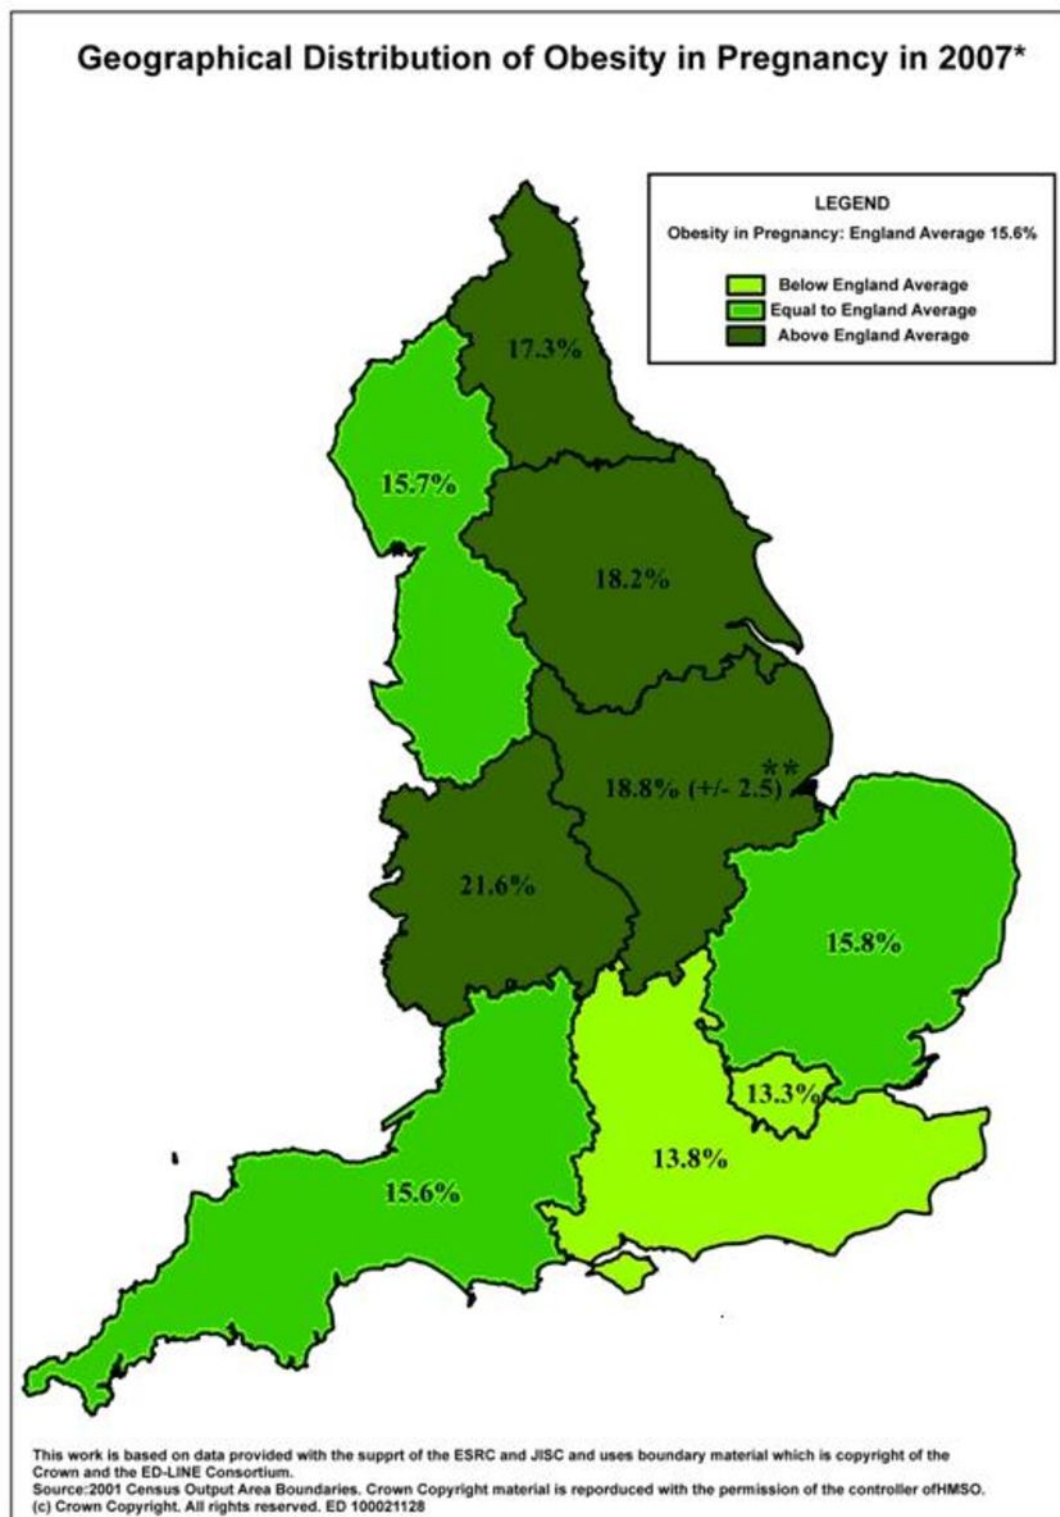 Geographical Distribution of Obesity in Pregnancy in 2007*
LEGEND
Obesity in Pregnancy: England Average 15.6%
Below England Average
Equal to England Average
Above England Average
17.3%
15.7%
18.2%
**
18.8% (+/- 2.5)
21.6%
15.8%
13.3%
13.8%
15.6%
This work is based on data provided with the supprt of the ESRC and JISC and uses boundary material which is copyright of the
Crown and the ED-LINE Consortium.
Source:2001 Census Output Area Boundaries. Crown Copyright material is reporduced with the permission of the controller ofHMSO.
(c) Crown Copyright. All rights reserved. ED 100021128